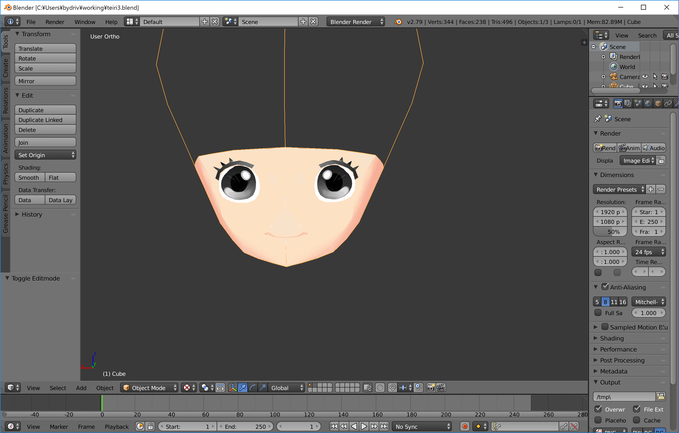 Blender [C:¥Users¥bydriv¥working¥teiri3.blend]
File Render Window Help Default Scene Blender Render v2.79 | Verts:344 | Faces:238 | Tris:496 | Objects:1/3 | Lamps:0/1 | Mem:82.89M | Cube
Tools
Create
Relations
Animation
Physics
Grease Pencil
Transform
Translate
Rotate
Scale
Mirror
Edit
Duplicate
Duplicate Linked
Delete
Join
Set Origin
Shading:
Smooth Flat
Data Transfer:
Data Data Lay
History
Toggle Editmode
User Ortho
(1) Cube
View Search All S
Scene
Render
World
Camera
Scene
Render
Rend Anim Audio
Displa Image Edi
Dimensions
Render Presets
Resolution: Frame Ra
1920 p Start: 1
1080 p E: 250
50% Fra: 1
Aspect R... Frame Ra
1.000 24 fps
1.000 Time Re...
Anti-Aliasing
5 8 11 16 Mitchell-
Full Sa 1.000
Sampled Motion Blu
Shading
Performance
Post Processing
Metadata
Output
/tmp\
Overwr File Ext
Placeho Cache
View Select Add Object Object Mode Global
-40 -20 0 20 40 60 80 100 120 140 160 180 200 220 240 260 280
View Marker Frame Playback Start: 1 End: 250 1 No Sync